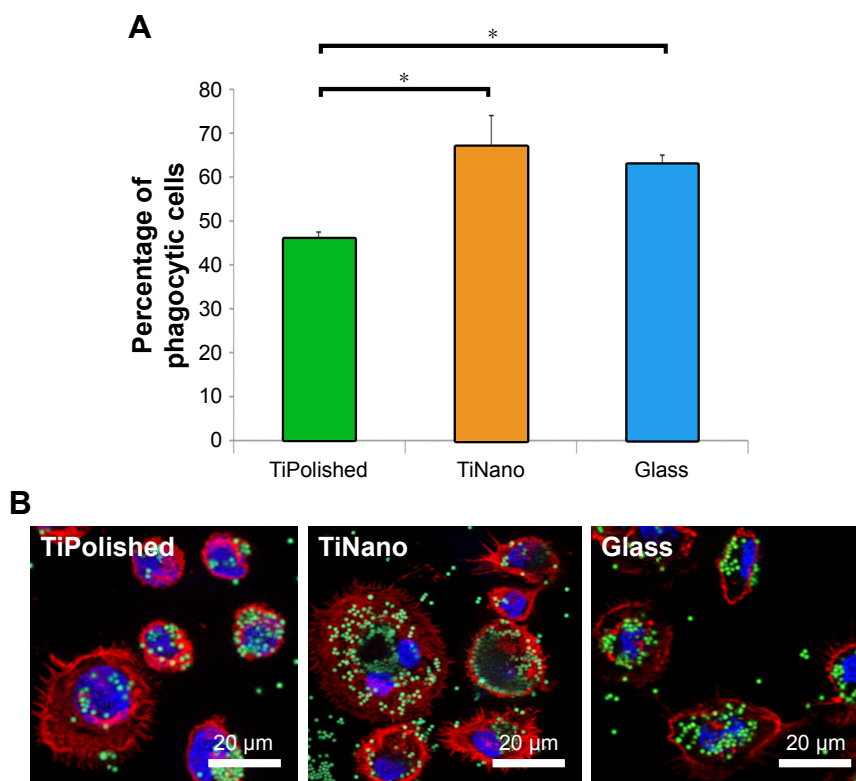 A
*
*
80
70
60
50
40
30
20
10
0
Percentage of
phagocytic cells
TiPolished TiNano Glass
B
TiPolished TiNano Glass
20 µm 20 µm 20 µm